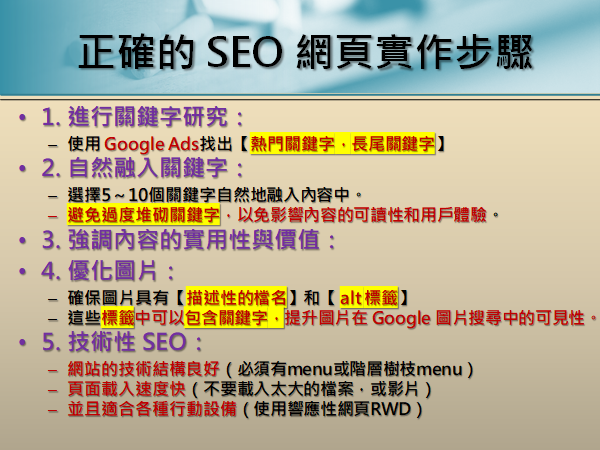 正確的 SEO 網頁實作步驟
• 1. 進行關鍵字研究：
– 使用 Google Ads找出【熱門關鍵字，長尾關鍵字】
• 2. 自然融入關鍵字：
– 選擇5～10個關鍵字自然地融入內容中。
– 避免過度堆砌關鍵字，以免影響內容的可讀性和用戶體驗。
• 3. 強調內容的實用性與價值：
• 4. 優化圖片：
– 確保圖片具有【描述性的檔名】和【 alt 標籤】
– 這些標籤中可以包含關鍵字，提升圖片在 Google 圖片搜尋中的可見性。
• 5. 技術性 SEO：
– 網站的技術結構良好（必須有menu或階層樹枝menu）
– 頁面載入速度快（不要載入太大的檔案，或影片）
– 並且適合各種行動設備（使用響應性網頁RWD）